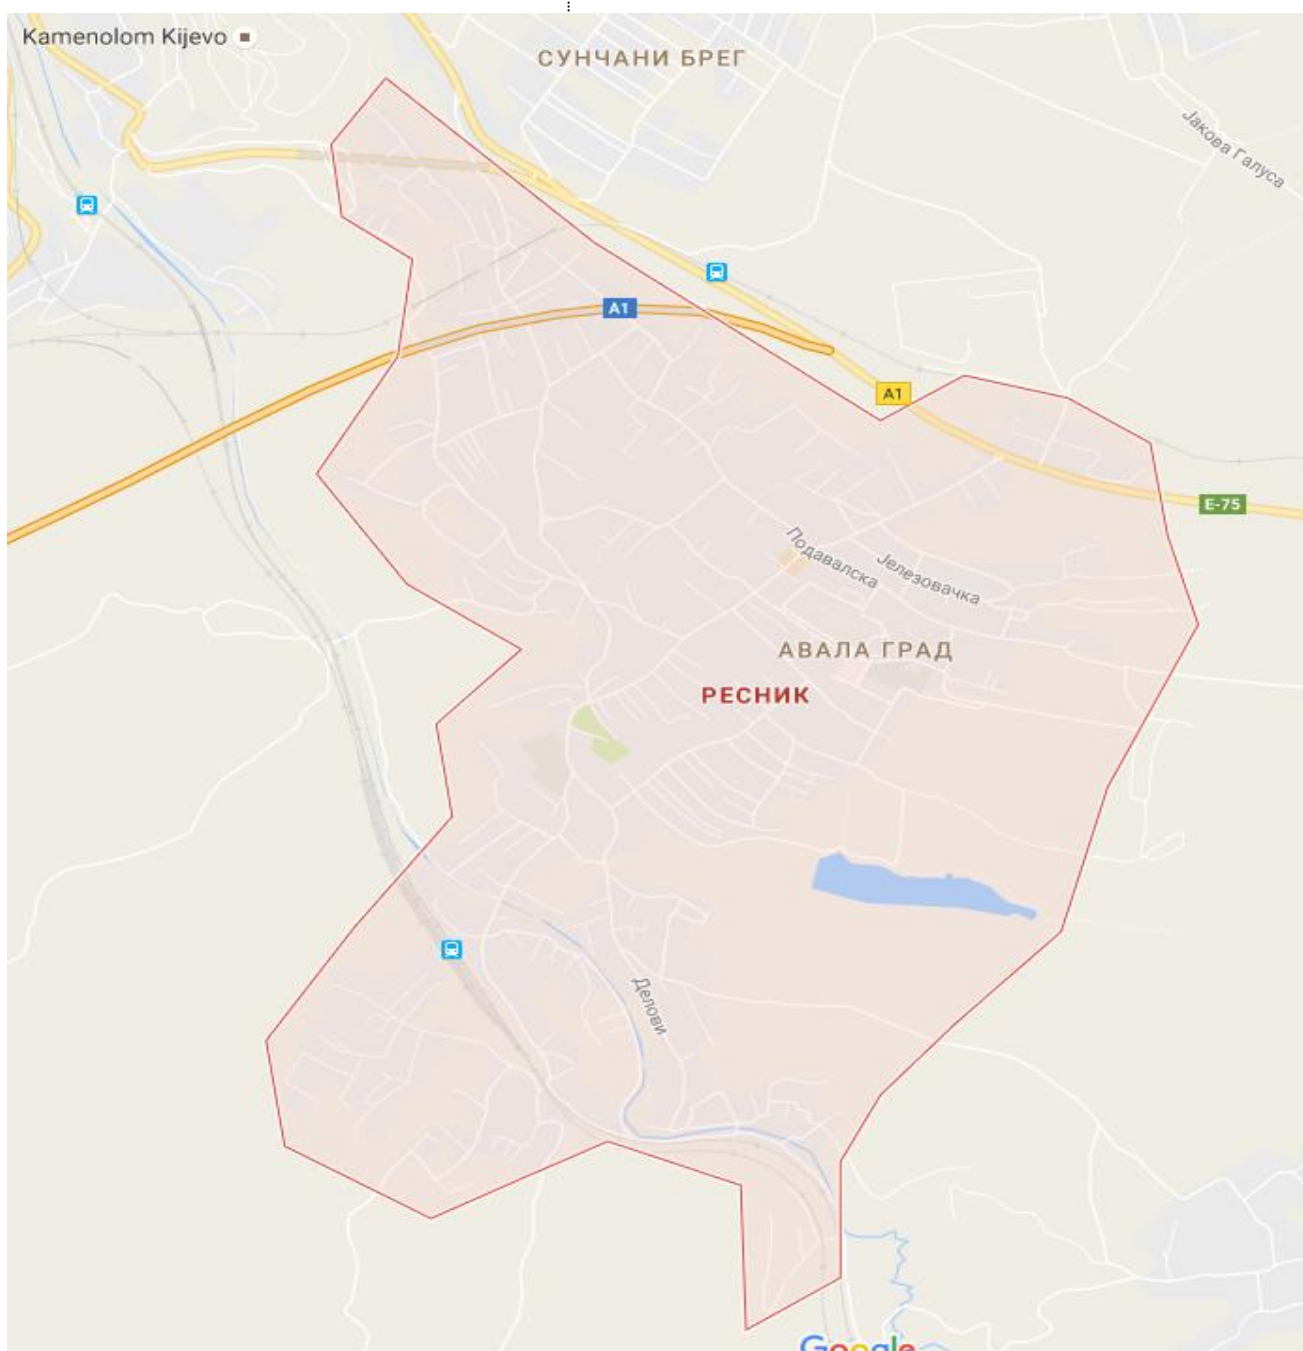 Kamenolom Kijevo
СУНЧАНИ БРЕГ
Јакова Галуса
A1
A1
E-75
Подавалска
Јелезовачка
АВАЛА ГРАД
РЕСНИК
Делови
Google